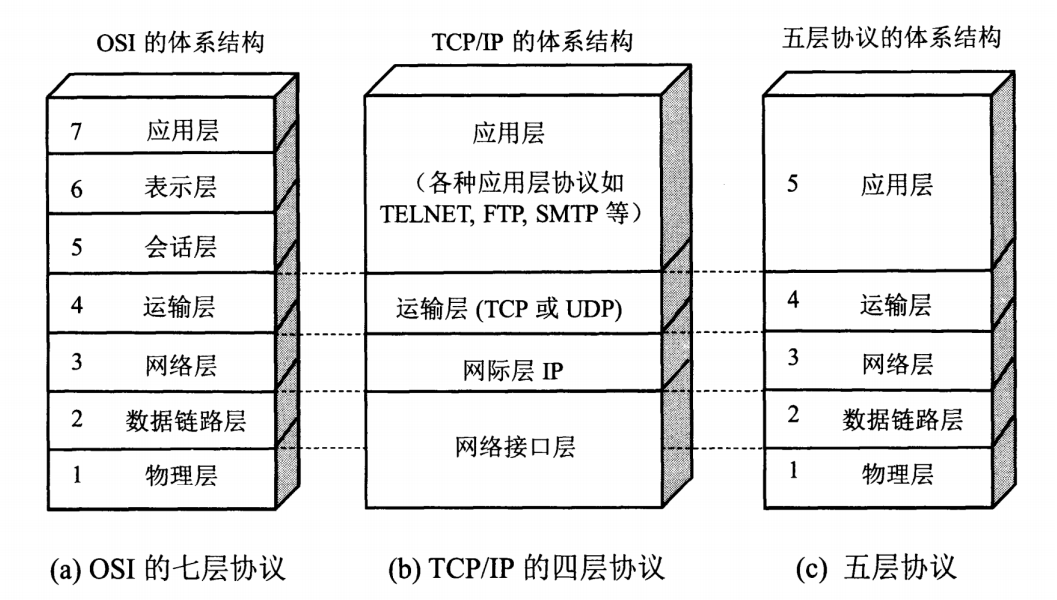 OSI 的体系结构
7 应用层
6 表示层
5 会话层
4 运输层
3 网络层
2 数据链路层
1 物理层
(a) OSI 的七层协议
TCP/IP 的体系结构
应用层
（各种应用层协议如
TELNET, FTP, SMTP 等）
运输层 (TCP 或 UDP)
网际层 IP
网络接口层
(b) TCP/IP 的四层协议
五层协议的体系结构
5 应用层
4 运输层
3 网络层
2 数据链路层
1 物理层
(c) 五层协议